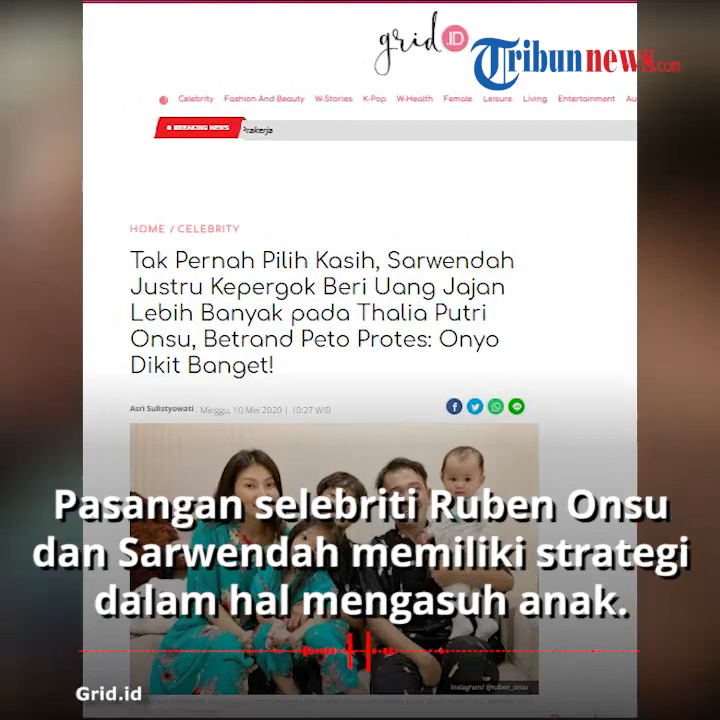 grid.ID
Tribunnews.com
Celebrity Fashion And Beauty W-Stories K-Pop W-Health Female Leisure Living Entertainment Au
BREAKING NEWS Prakerja
HOME / CELEBRITY
Tak Pernah Pilih Kasih, Sarwendah
Justru Kepergok Beri Uang Jajan
Lebih Banyak pada Thalia Putri
Onsu, Betrand Peto Protes: Onyo
Dikit Banget!
Asri Sulistyowati . Minggu, 10 Mei 2020 | 10:27 WIB
Pasangan selebriti Ruben Onsu
dan Sarwendah memiliki strategi
dalam hal mengasuh anak.
Instagram/ @ruben_onsu
Grid.id